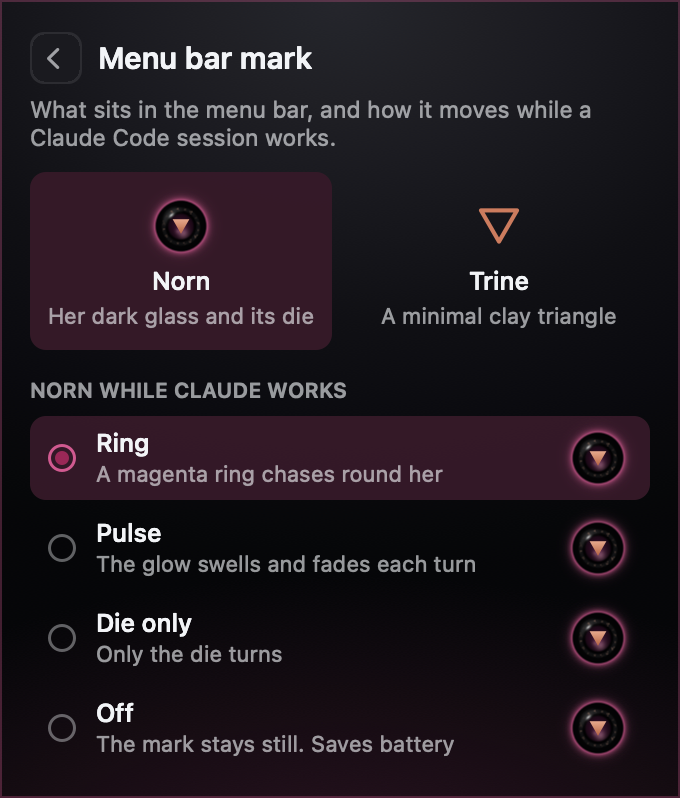 Menu bar mark
What sits in the menu bar, and how it moves while a
Claude Code session works.
Norn
Her dark glass and its die
Trine
A minimal clay triangle
NORN WHILE CLAUDE WORKS
Ring
A magenta ring chases round her
Pulse
The glow swells and fades each turn
Die only
Only the die turns
Off
The mark stays still. Saves battery